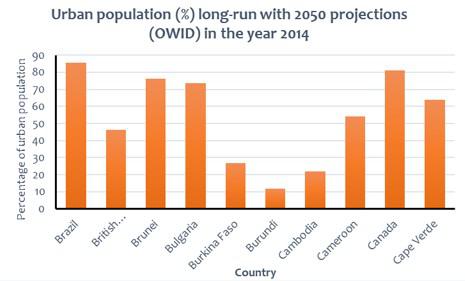 Urban population (%) long-run with 2050 projections
(OWID) in the year 2014
Percentage of urban population
90
80
70
60
50
40
30
20
10
0
Brazil
British...
Brunei
Bulgaria
Burkina Faso
Burundi
Cambodia
Cameroon
Canada
Cape Verde
Country